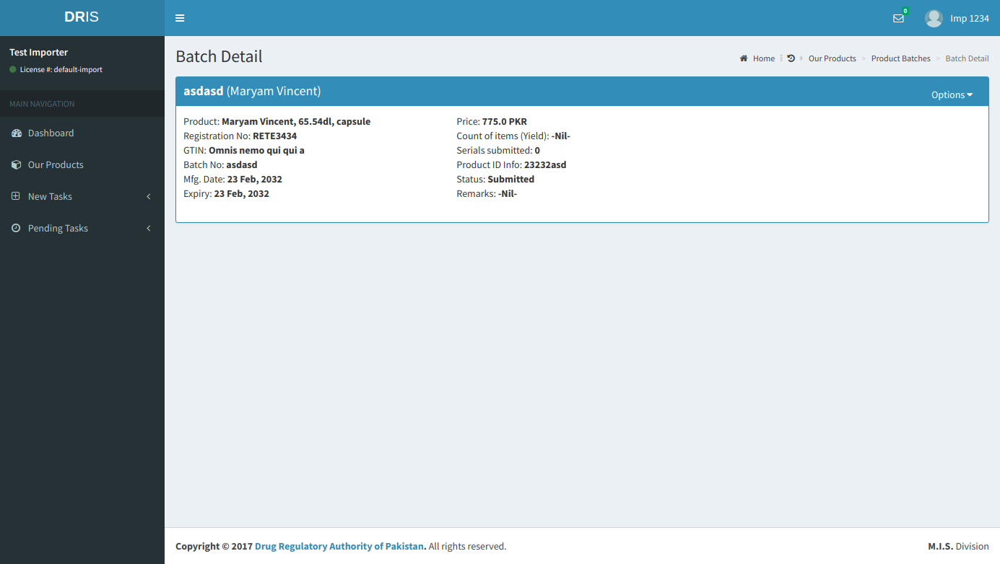 DRIS
0
Imp 1234
Test Importer
License #: default-import
MAIN NAVIGATION
Dashboard
Our Products
New Tasks
Pending Tasks
Batch Detail
Home
Our Products > Product Batches > Batch Detail
asdasd (Maryam Vincent)
Options
Product: Maryam Vincent, 65.54dl, capsule
Registration No: RETE3434
GTIN: Omnis nemo qui qui a
Batch No: asdasd
Mfg. Date: 23 Feb, 2032
Expiry: 23 Feb, 2032
Price: 775.0 PKR
Count of items (Yield): -Nil-
Serials submitted: 0
Product ID Info: 23232asd
Status: Submitted
Remarks: -Nil-
Copyright © 2017 Drug Regulatory Authority of Pakistan. All rights reserved.
M.I.S. Division